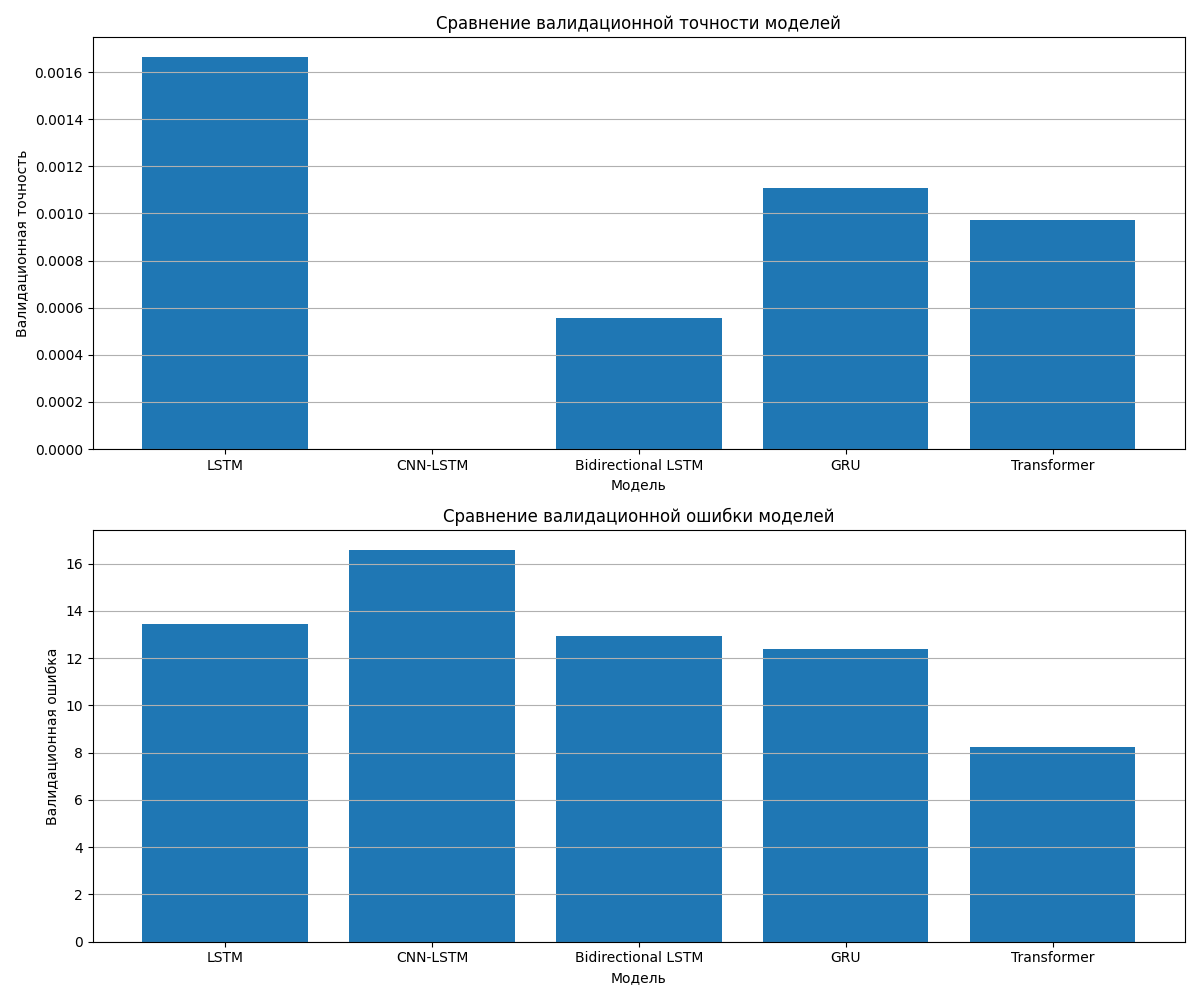 Сравнение валидационной точности моделей
Валидационная точность
0.0016
0.0014
0.0012
0.0010
0.0008
0.0006
0.0004
0.0002
0.0000
LSTM CNN-LSTM Bidirectional LSTM GRU Transformer
Модель
Сравнение валидационной ошибки моделей
Валидационная ошибка
16
14
12
10
8
6
4
2
0
LSTM CNN-LSTM Bidirectional LSTM GRU Transformer
Модель